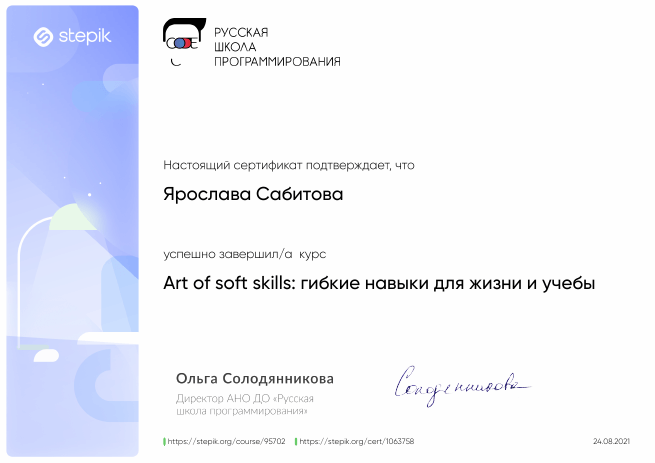 stepik
CODE
РУССКАЯ
ШКОЛА
ПРОГРАММИРОВАНИЯ
Настоящий сертификат подтверждает, что
Ярослава Сабитова
успешно завершил/а курс
Art of soft skills: гибкие навыки для жизни и учебы
Ольга Солодянникова
Директор АНО ДО «Русская
школа программирования»
Солодянникова
https://stepik.org/course/95702 https://stepik.org/cert/1063758 24.08.2021